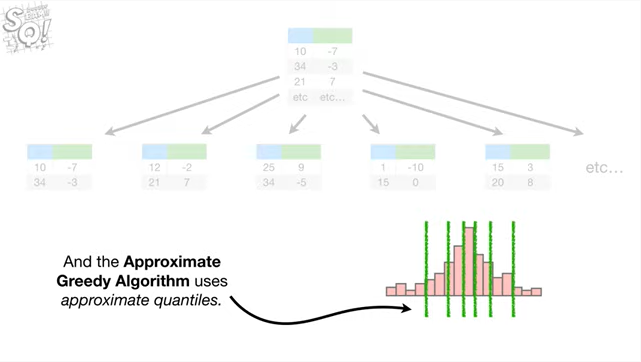 SQ!
10 -7
34 -3
21 7
etc etc...
10 -7
34 -3
12 -2
21 7
25 9
34 -5
1 -10
15 0
15 3
20 8
etc...
And the Approximate
Greedy Algorithm uses
approximate quantiles.